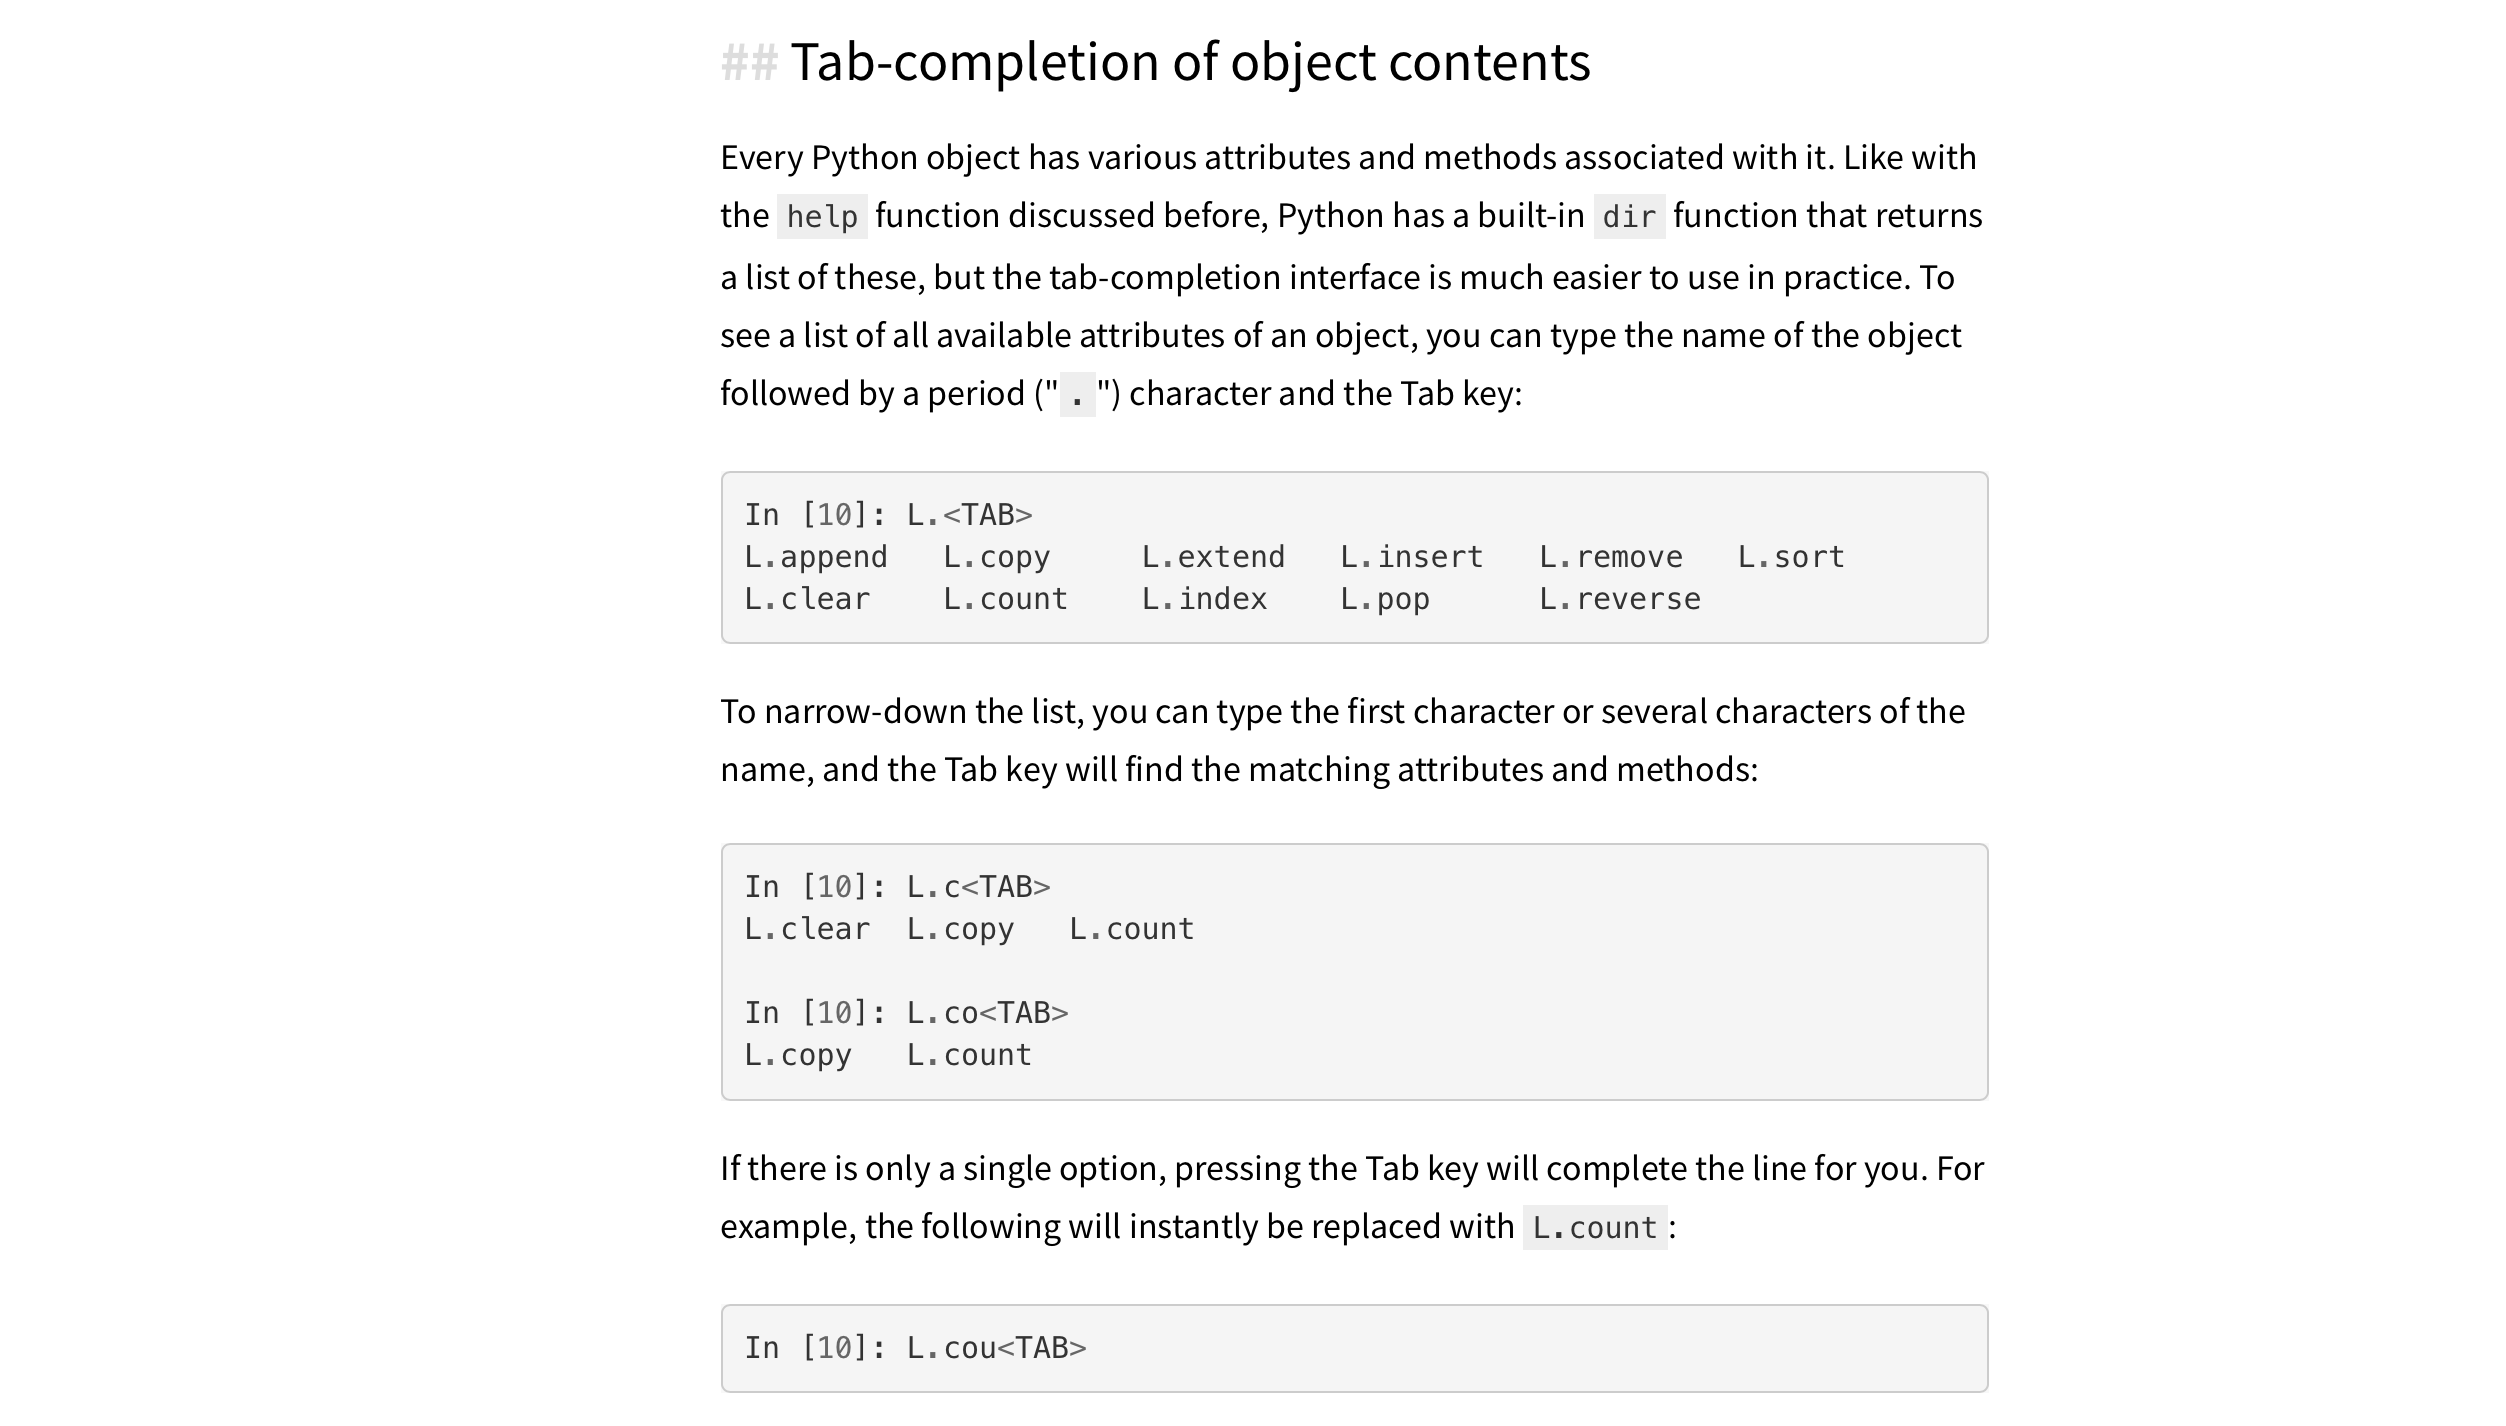 ## Tab-completion of object contents
Every Python object has various attributes and methods associated with it. Like with
the help function discussed before, Python has a built-in dir function that returns
a list of these, but the tab-completion interface is much easier to use in practice. To
see a list of all available attributes of an object, you can type the name of the object
followed by a period (" . ") character and the Tab key:
In [10]: L.<TAB>
L.append   L.copy     L.extend   L.insert   L.remove   L.sort
L.clear    L.count    L.index    L.pop      L.reverse
To narrow-down the list, you can type the first character or several characters of the
name, and the Tab key will find the matching attributes and methods:
In [10]: L.c<TAB>
L.clear  L.copy   L.count
In [10]: L.co<TAB>
L.copy   L.count
If there is only a single option, pressing the Tab key will complete the line for you. For
example, the following will instantly be replaced with L.count :
In [10]: L.cou<TAB>